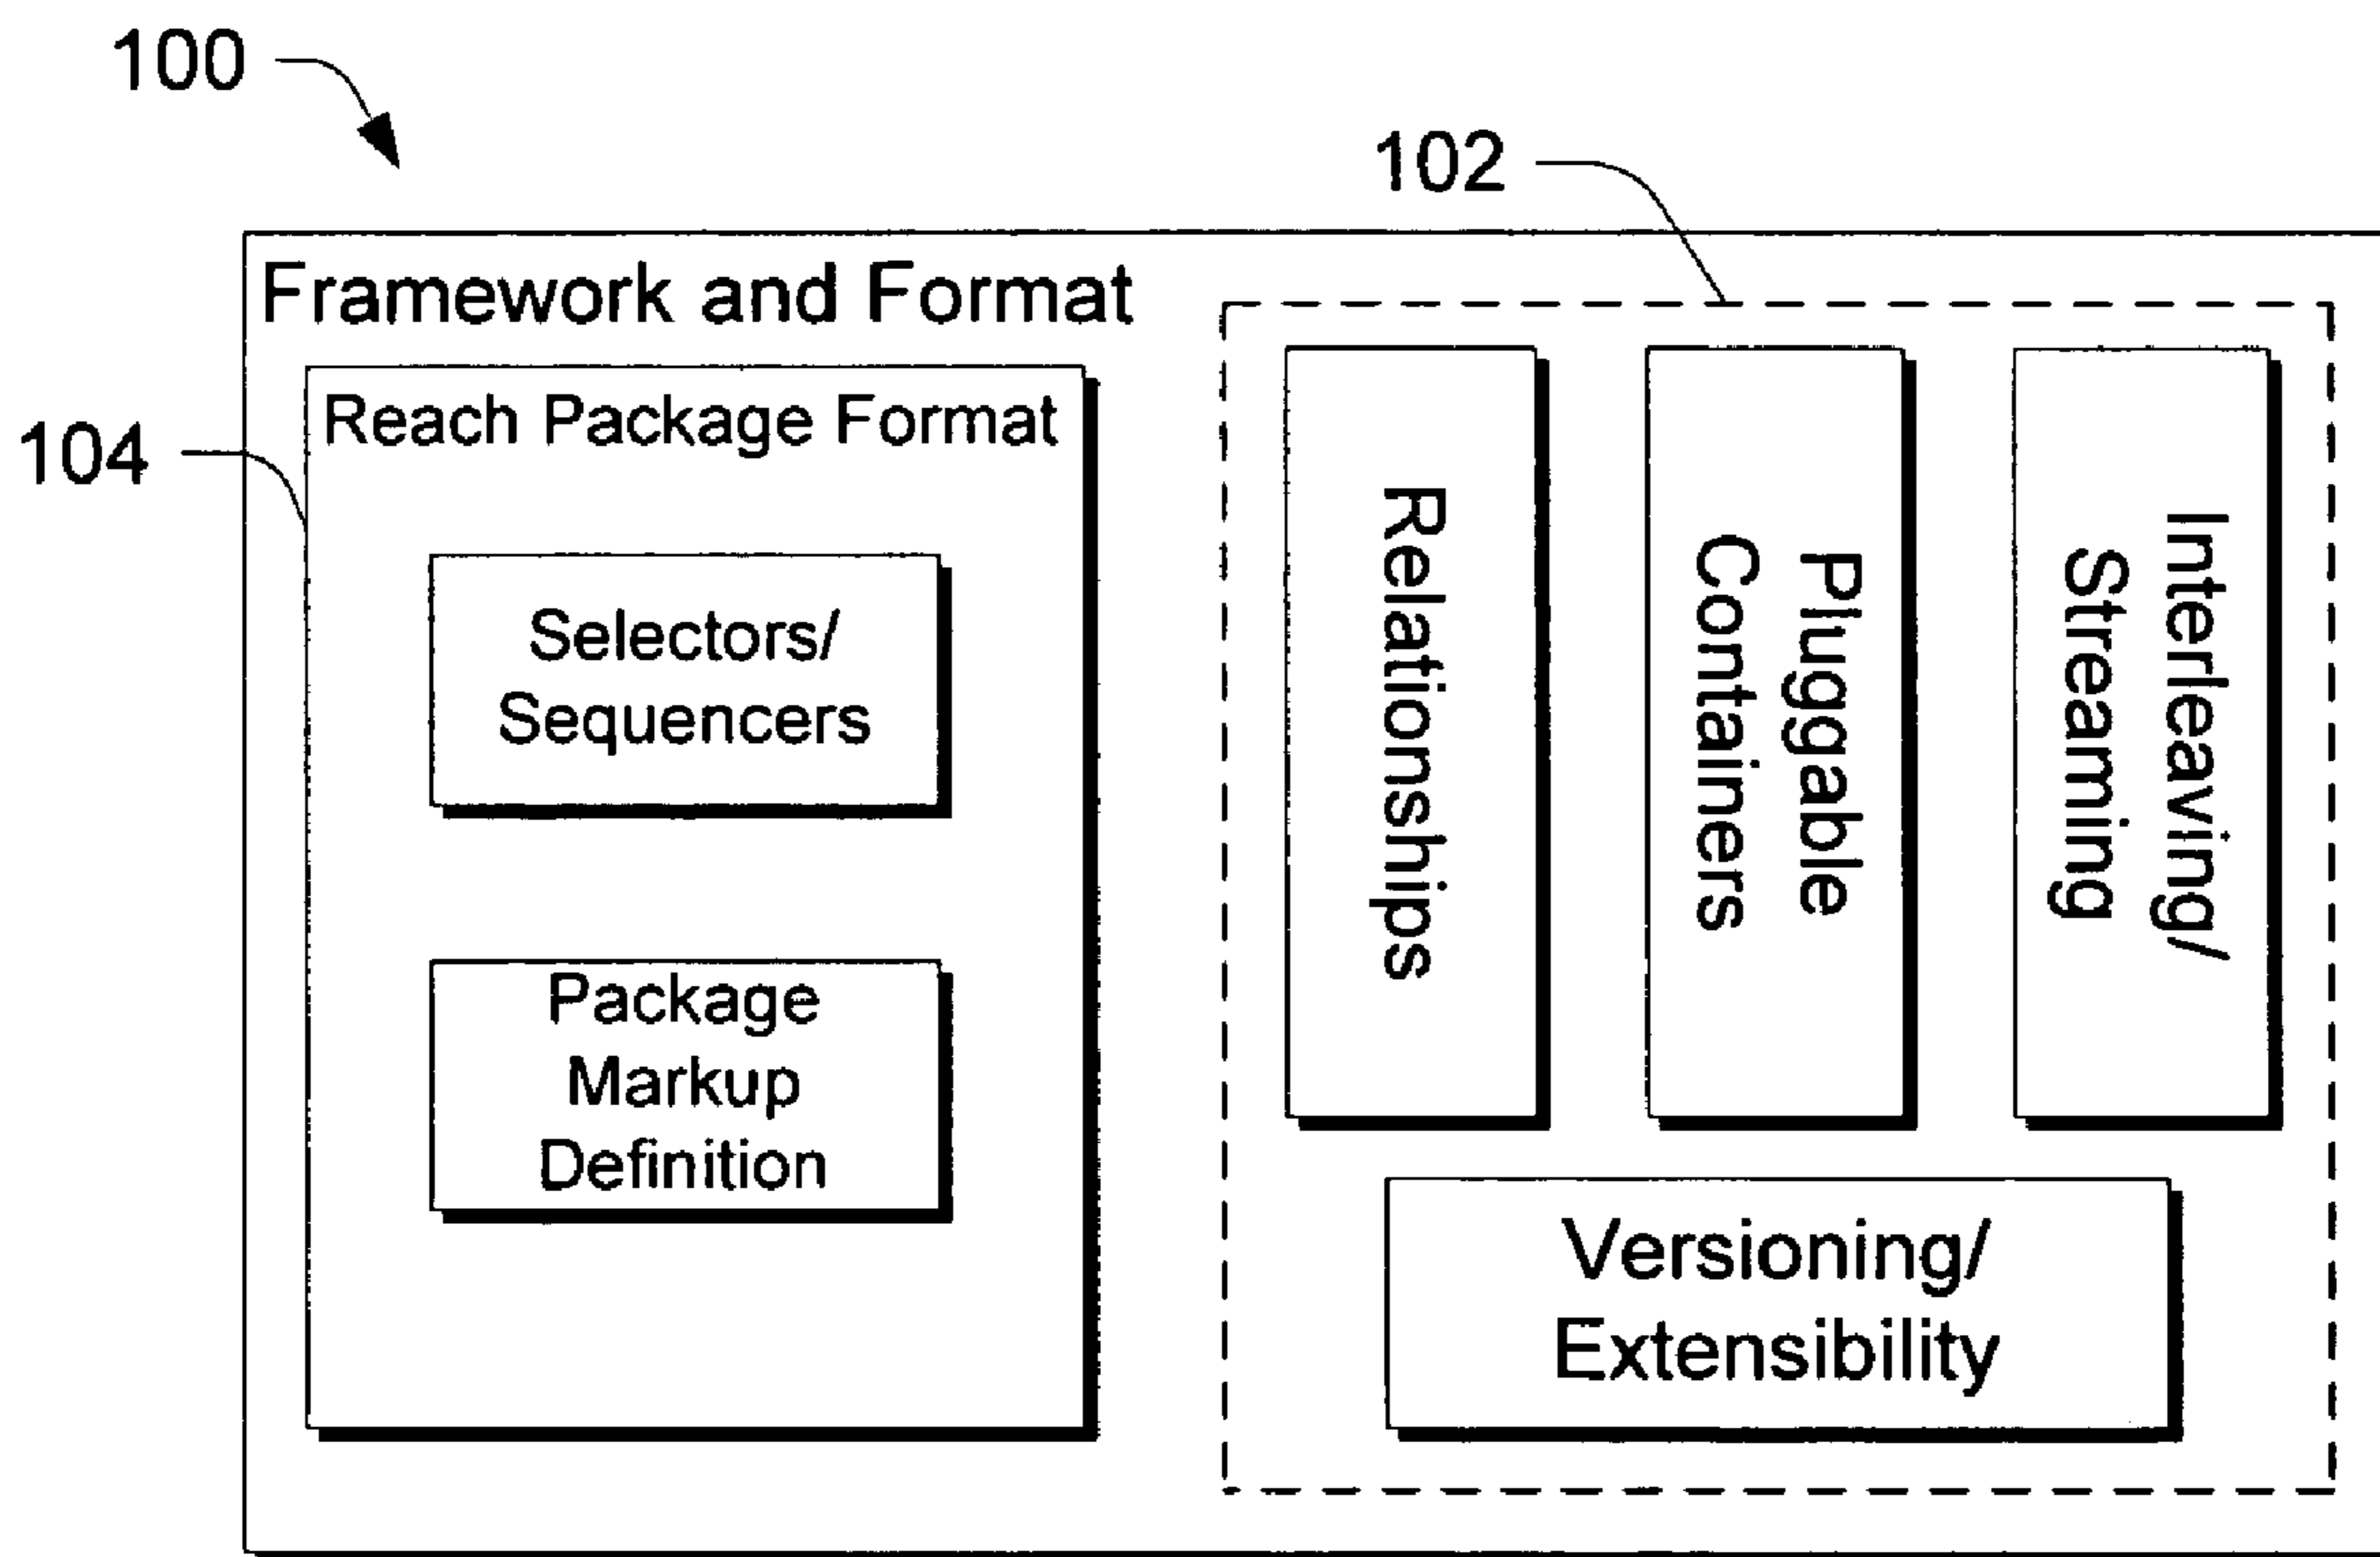 100
102
Framework and Format
104
Reach Package Format
Selectors/
Sequencers
Package
Markup
Definition
Relationships
Pluggable
Containers
Interleaving/
Streaming
Versioning/
Extensibility